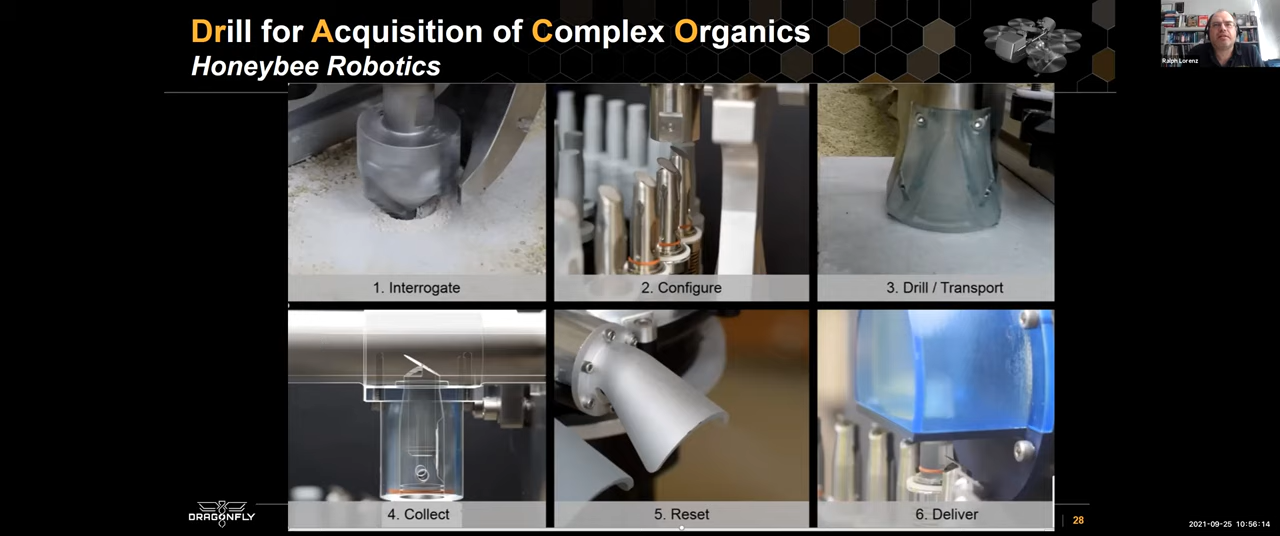 Drill for Acquisition of Complex Organics
Honeybee Robotics
Ralph Lorenz
1. Interrogate
2. Configure
3. Drill / Transport
4. Collect
5. Reset
6. Deliver
DRAGONFLY
28
2021-09-25 10:56:14